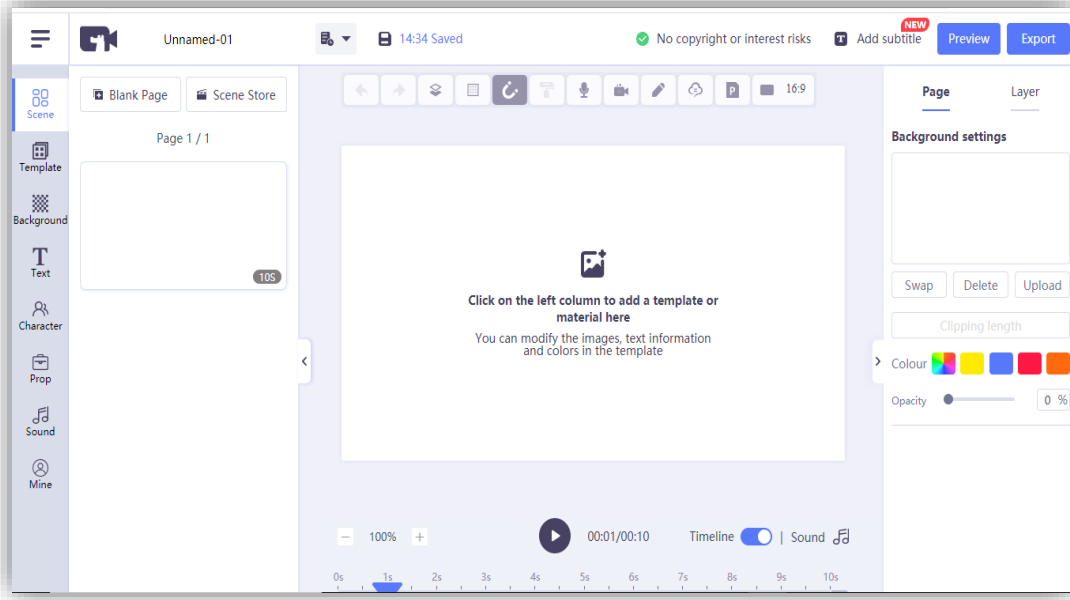 Unnamed-01
14:34 Saved
No copyright or interest risks
T Add subtitle
NEW
Preview
Export
Scene
Template
Background
T
Text
Character
Prop
Sound
Mine
Blank Page
Scene Store
Page 1 / 1
10S
P
16:9
Click on the left column to add a template or
material here
You can modify the images, text information
and colors in the template
100%
00:01/00:10
Timeline
| Sound
0s 1s 2s 3s 4s 5s 6s 7s 8s 9s 10s
Page
Layer
Background settings
Swap
Delete
Upload
Clipping length
Colour
Opacity
0 %